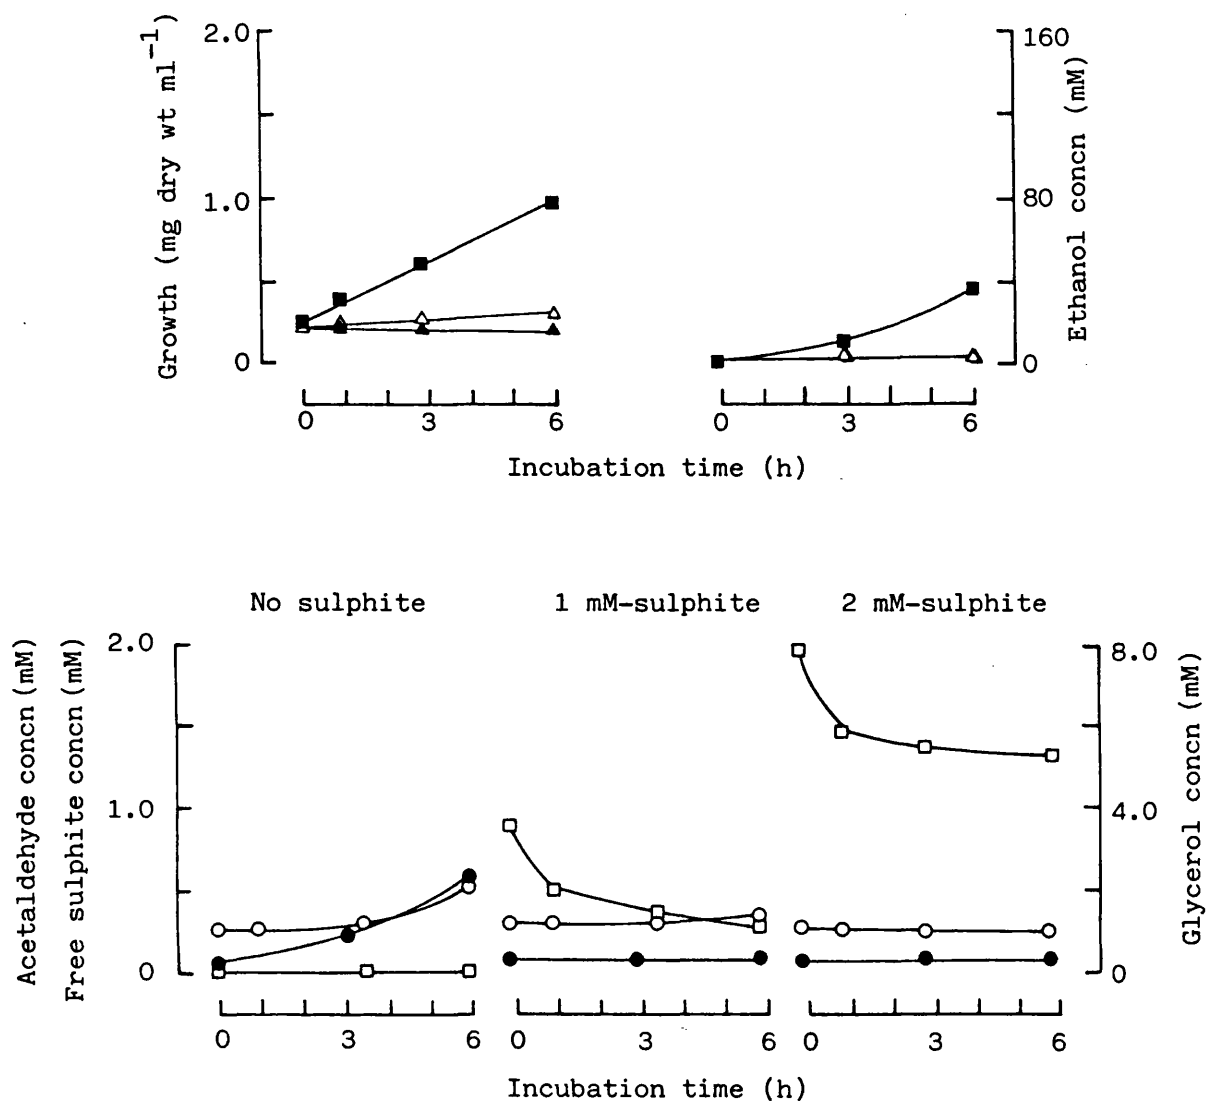 Growth (mg dry wt ml⁻¹)
2.0
1.0
0
0 3 6
160
80
0
Ethanol concn (mM)
0 3 6
Incubation time (h)
No sulphite 1 mM-sulphite 2 mM-sulphite
Acetaldehyde concn (mM)
Free sulphite concn (mM)
2.0
1.0
0
8.0
4.0
0
Glycerol concn (mM)
0 3 6 0 3 6 0 3 6
Incubation time (h)